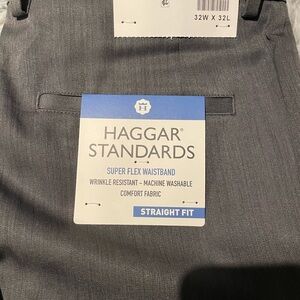 32W X 32L
H
HAGGAR®
STANDARDS
SUPER FLEX WAISTBAND
WRINKLE RESISTANT – MACHINE WASHABLE
COMFORT FABRIC
STRAIGHT FIT